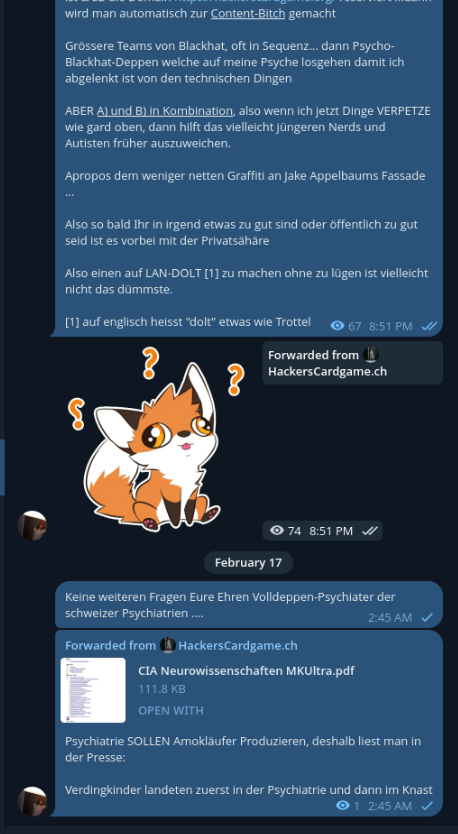 wird man automatisch zur Content-Bitch gemacht
Grössere Teams von Blackhat, oft in Sequenz... dann Psycho-
Blackhat-Deppen welche auf meine Psyche losgehen damit ich
abgelenkt ist von den technischen Dingen
ABER A) und B) in Kombination, also wenn ich jetzt Dinge VERPETZE
wie gard oben, dann hilft das vielleicht jüngeren Nerds und
Autisten früher auszuweichen.
Apropos dem weniger netten Graffiti an Jake Appelbaums Fassade
...
Also so bald Ihr in irgend etwas zu gut sind oder öffentlich zu gut
seid ist es vorbei mit der Privatsähäre
Also einen auf LAN-DOLT [1] zu machen ohne zu lügen ist vielleicht
nicht das dümmste.
[1] auf englisch heisst "dolt" etwas wie Trottel
67 8:51 PM
? ? ?
Forwarded from
HackersCardgame.ch
74 8:51 PM
February 17
Keine weiteren Fragen Eure Ehren Volldeppen-Psychiater der
schweizer Psychiatrien ....
2:45 AM
Forwarded from HackersCardgame.ch
CIA Neurowissenschaften MKUltra.pdf
111.8 KB
OPEN WITH
Psychiatrie SOLLEN Amokläufer Produzieren, deshalb liest man in
der Presse:
Verdingkinder landeten zuerst in der Psychiatrie und dann im Knast
1 2:45 AM